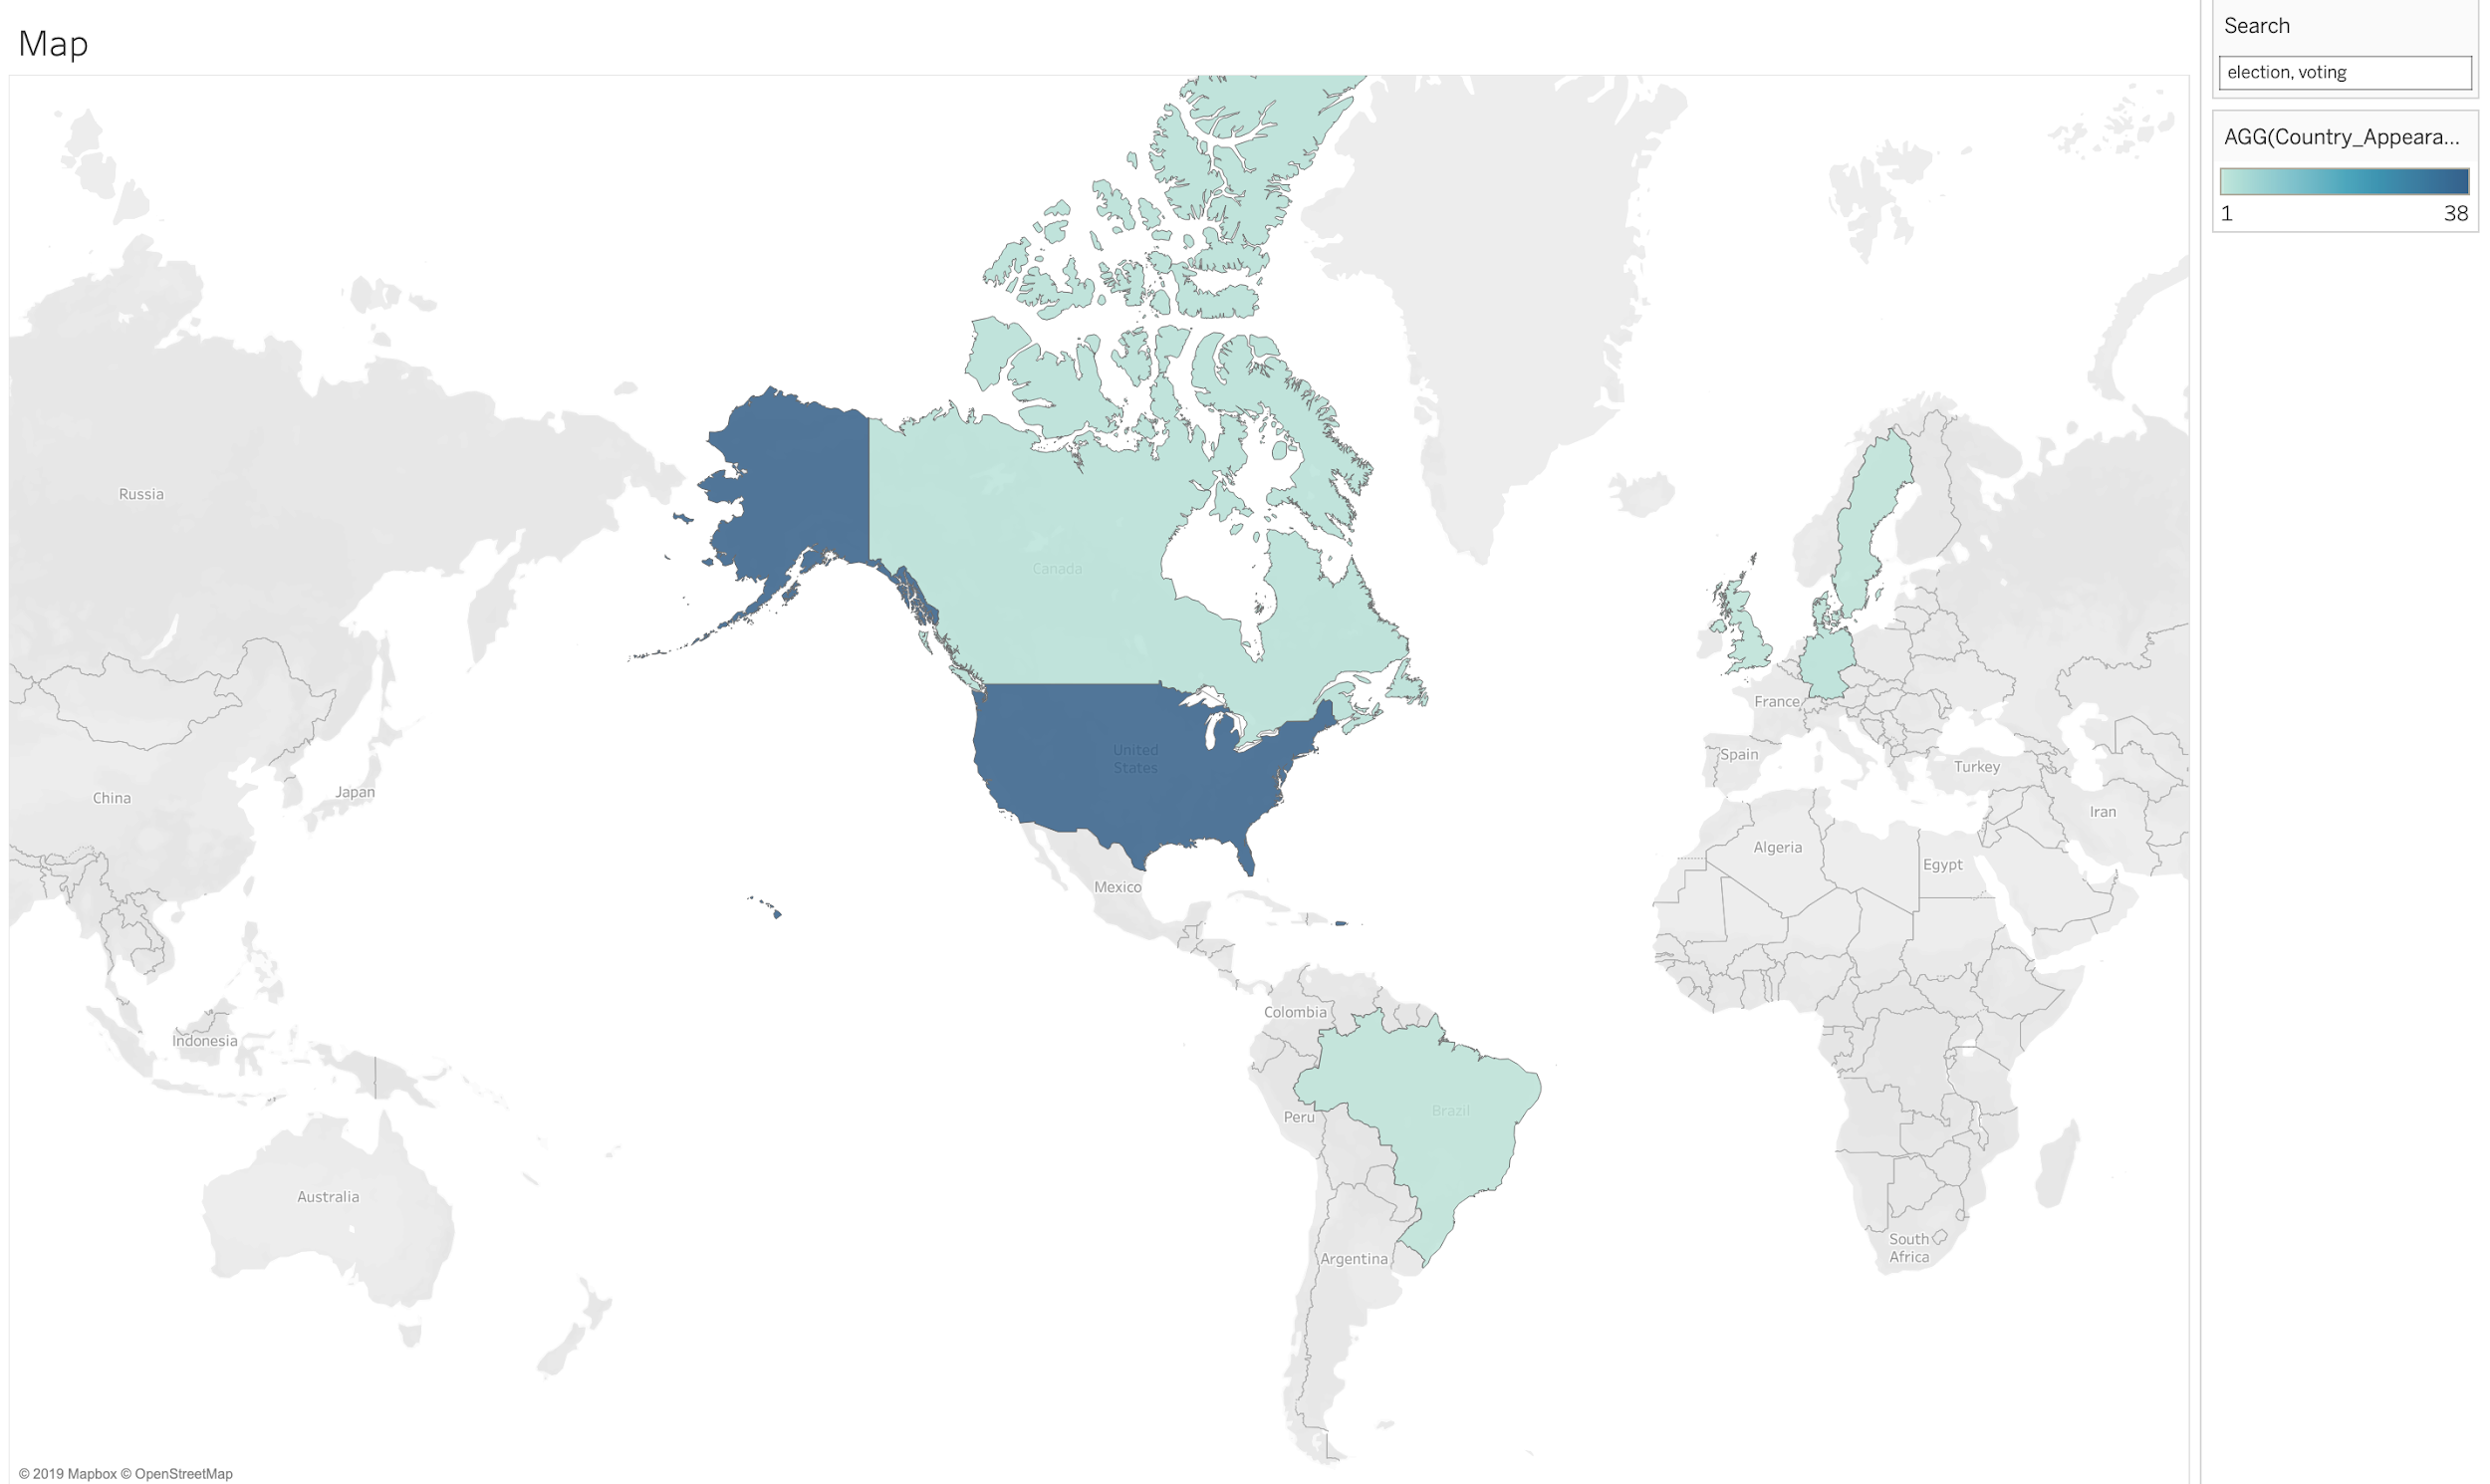 Map
Search
election, voting
AGG(Country_Appeara...
1
38
Russia
Canada
France
Spain
Turkey
United
States
China
Japan
Iran
Algeria
Egypt
Mexico
Colombia
Indonesia
Peru
Brazil
Australia
South
Africa
Argentina
© 2019 Mapbox © OpenStreetMap